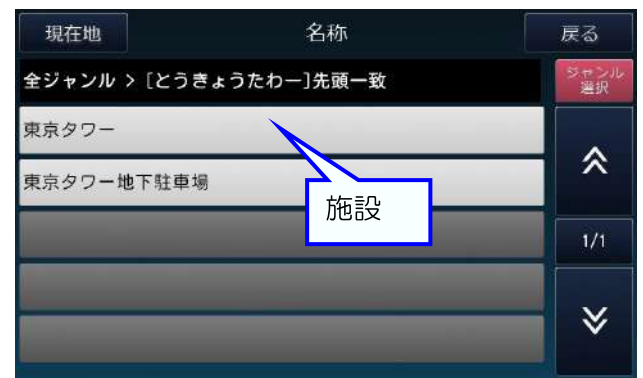 現在地
名称
戻る
全ジャンル > [とうきょうたわー]先頭一致
ジャンル
選択
東京タワー
東京タワー地下駐車場
施設
1/1